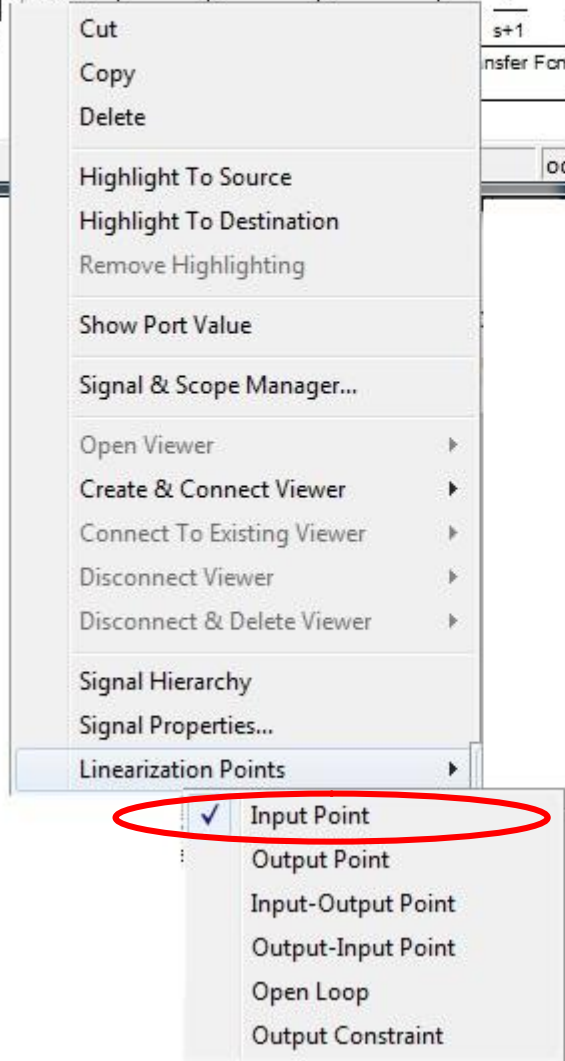 Cut
s+1
Copy
nsfer Fcn
Delete
Highlight To Source
Highlight To Destination
Remove Highlighting
Show Port Value
Signal & Scope Manager...
Open Viewer
Create & Connect Viewer
Connect To Existing Viewer
Disconnect Viewer
Disconnect & Delete Viewer
Signal Hierarchy
Signal Properties...
Linearization Points
Input Point
Output Point
Input-Output Point
Output-Input Point
Open Loop
Output Constraint